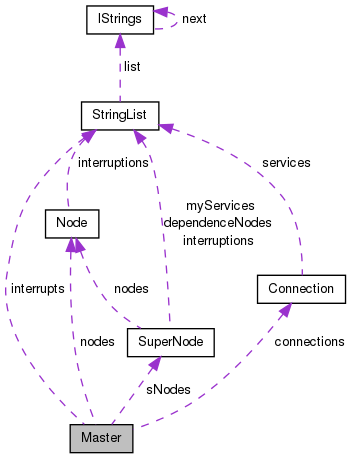 IStrings
next
list
StringList
interruptions
services
myServices
dependenceNodes
interruptions
Node
interrupts
nodes
Connection
nodes
SuperNode
connections
sNodes
Master